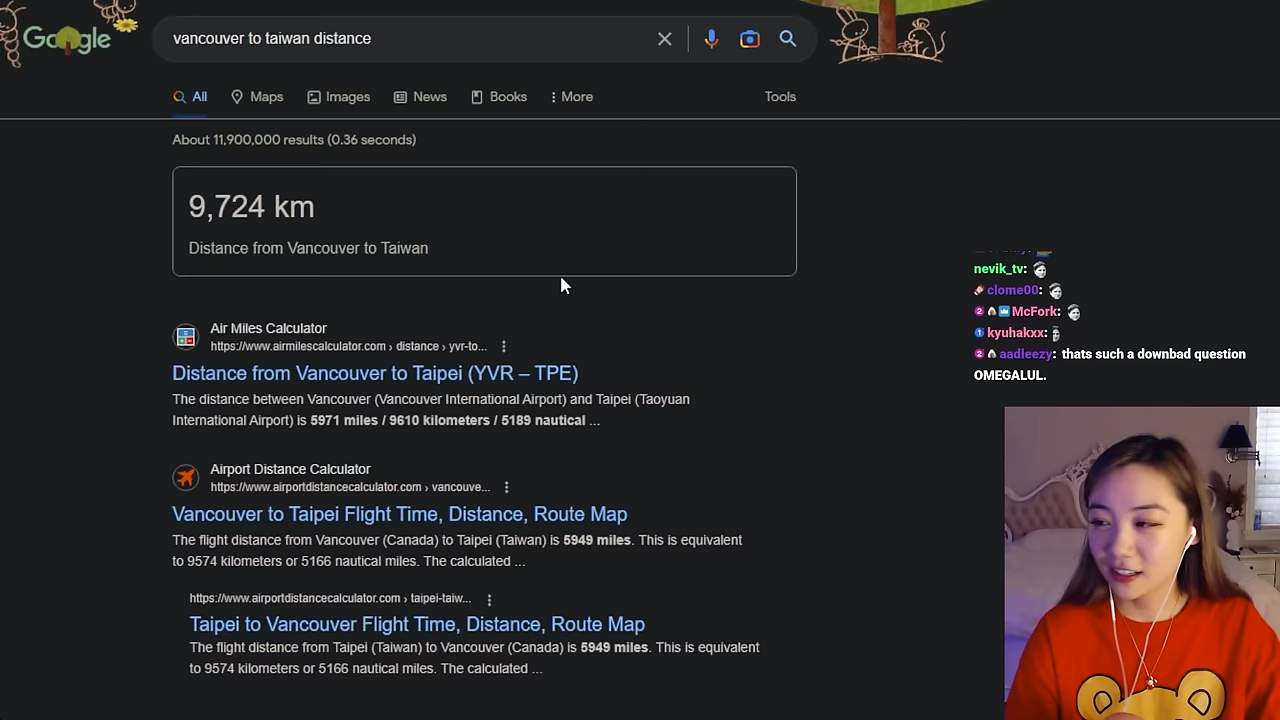 Google
vancouver to taiwan distance
All
Maps
Images
News
Books
More
Tools
About 11,900,000 results (0.36 seconds)
9,724 km
Distance from Vancouver to Taiwan
Air Miles Calculator
https://www.airmilescalculator.com › distance › yvr-to...
Distance from Vancouver to Taipei (YVR – TPE)
The distance between Vancouver (Vancouver International Airport) and Taipei (Taoyuan
International Airport) is 5971 miles / 9610 kilometers / 5189 nautical ...
Airport Distance Calculator
https://www.airportdistancecalculator.com › vancouve...
Vancouver to Taipei Flight Time, Distance, Route Map
The flight distance from Vancouver (Canada) to Taipei (Taiwan) is 5949 miles. This is equivalent
to 9574 kilometers or 5166 nautical miles. The calculated ...
https://www.airportdistancecalculator.com › taipei-taiw...
Taipei to Vancouver Flight Time, Distance, Route Map
The flight distance from Taipei (Taiwan) to Vancouver (Canada) is 5949 miles. This is equivalent
to 9574 kilometers or 5166 nautical miles. The calculated ...
nevik_tv:
clome00:
2 McFork:
1 kyuhakxx:
2 aadleezy: thats such a downbad question
OMEGALUL.